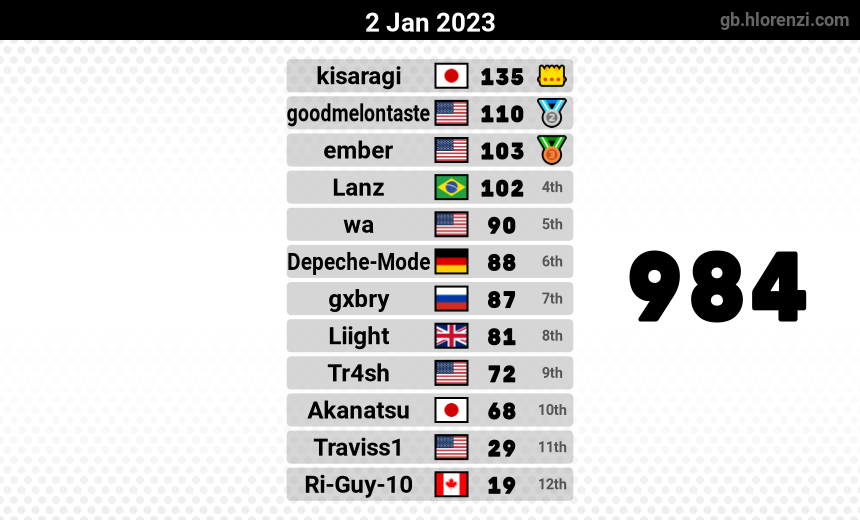 2 Jan 2023
gb.hlorenzi.com
kisaragi 135
goodmelontaste 110 2
ember 103 3
Lanz 102 4th
wa 90 5th
Depeche-Mode 88 6th
gxbry 87 7th
Liight 81 8th
Tr4sh 72 9th
Akanatsu 68 10th
Traviss1 29 11th
Ri-Guy-10 19 12th
984